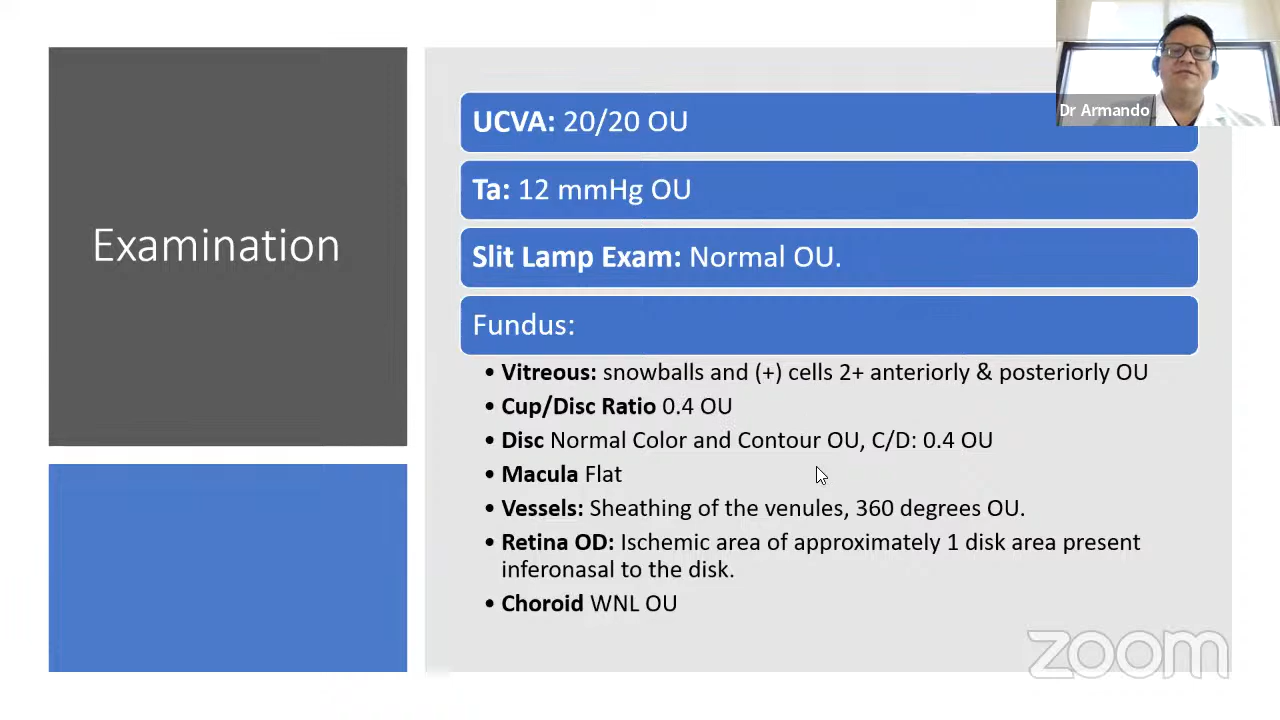 Dr Armando
Examination
UCVA: 20/20 OU
Ta: 12 mmHg OU
Slit Lamp Exam: Normal OU.
Fundus:
• Vitreous: snowballs and (+) cells 2+ anteriorly & posteriorly OU
• Cup/Disc Ratio 0.4 OU
• Disc Normal Color and Contour OU, C/D: 0.4 OU
• Macula Flat
• Vessels: Sheathing of the venules, 360 degrees OU.
• Retina OD: Ischemic area of approximately 1 disk area present
inferonasal to the disk.
• Choroid WNL OU
zoom